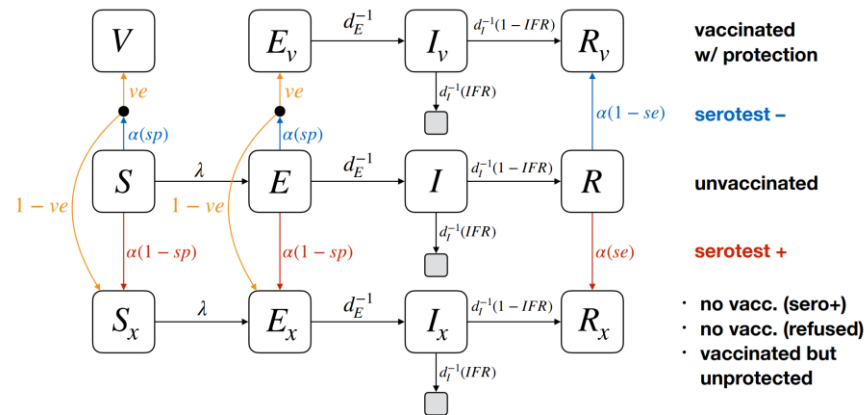 V
E_v
d_E^{-1}
I_v
d_I^{-1}(1 − IFR)
R_v
vaccinated
w/ protection
ve
ve
d_I^{-1}(IFR)
α(sp)
α(sp)
α(1 − se)
serotest –
S
λ
E
d_E^{-1}
I
d_I^{-1}(1 − IFR)
R
unvaccinated
1 − ve
1 − ve
d_I^{-1}(IFR)
α(1 − sp)
α(1 − sp)
α(se)
serotest +
S_x
λ
E_x
d_E^{-1}
I_x
d_I^{-1}(1 − IFR)
R_x
· no vacc. (sero+)
· no vacc. (refused)
· vaccinated but
unprotected
d_I^{-1}(IFR)